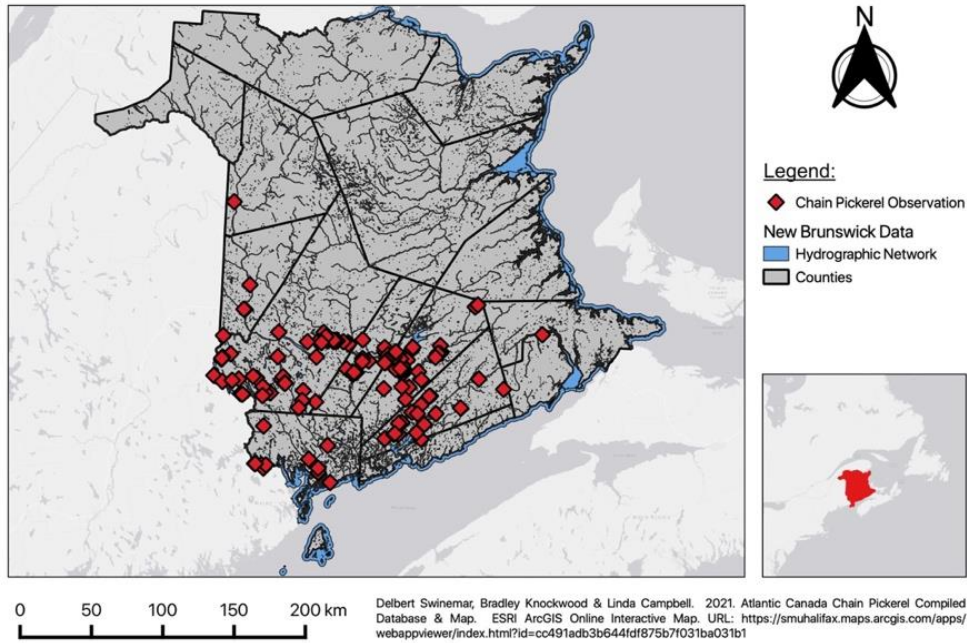 N
Legend:
Chain Pickerel Observation
New Brunswick Data
Hydrographic Network
Counties
0 50 100 150 200 km
Delbert Swinemar, Bradley Knockwood & Linda Campbell. 2021. Atlantic Canada Chain Pickerel Compiled
Database & Map. ESRI ArcGIS Online Interactive Map. URL: https://smuhalifax.maps.arcgis.com/apps/
webappviewer/index.html?id=cc491adb3b644fdf875b7f031ba031b1